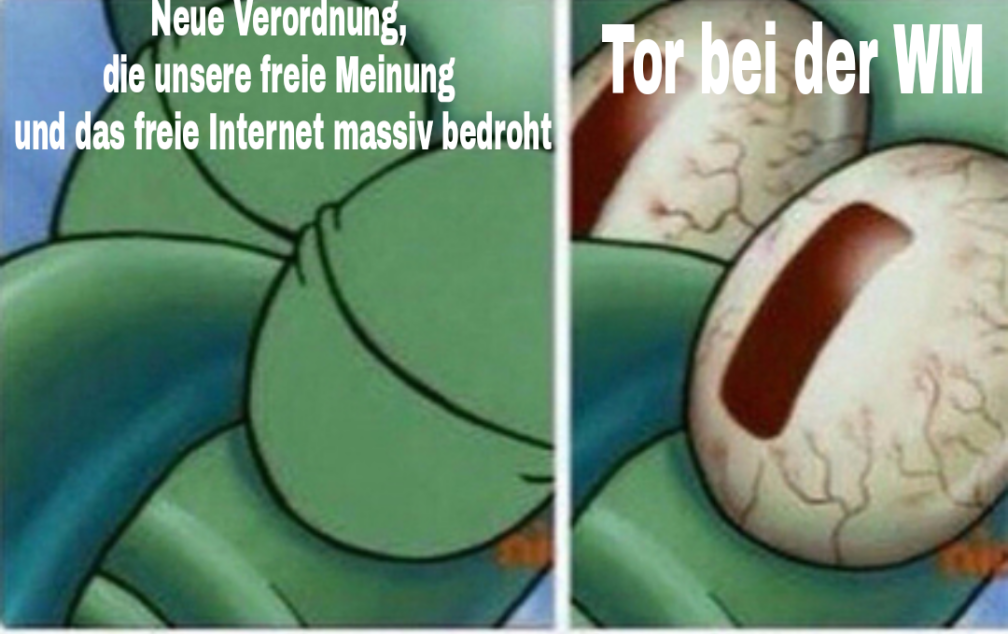 Neue Verordnung,
die unsere freie Meinung
und das freie Internet massiv bedroht
Tor bei der WM